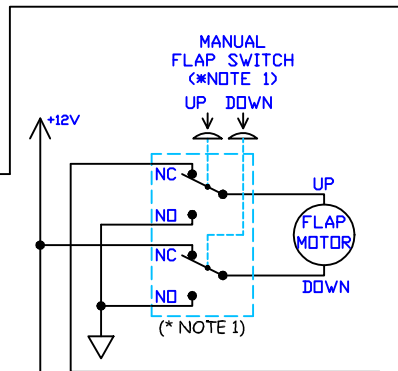 MANUAL
FLAP SWITCH
(*NOTE 1)
UP DOWN
+12V
NC
UP
NO
FLAP
MOTOR
NC
DOWN
NO
(* NOTE 1)